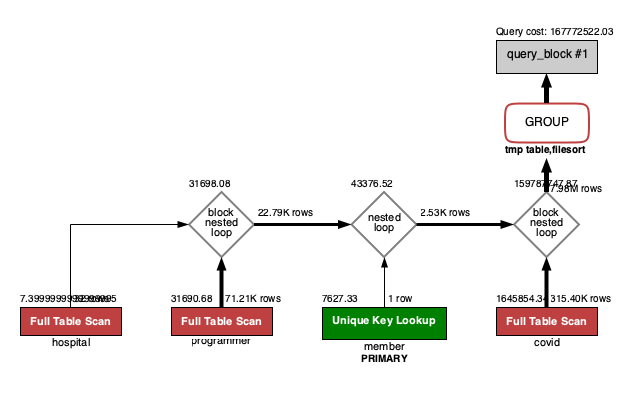 Query cost: 167772522.03
query_block #1
GROUP
tmp table,filesort
31698.08
43376.52
159787747.87
7.98M rows
block
nested
loop
22.79K rows
nested
loop
2.53K rows
block
nested
loop
rows
31690.68
71.21K rows
7627.33
1 row
1645854.34
315.40K rows
Full Table Scan
Full Table Scan
Unique Key Lookup
Full Table Scan
hospital
programmer
member
covid
PRIMARY